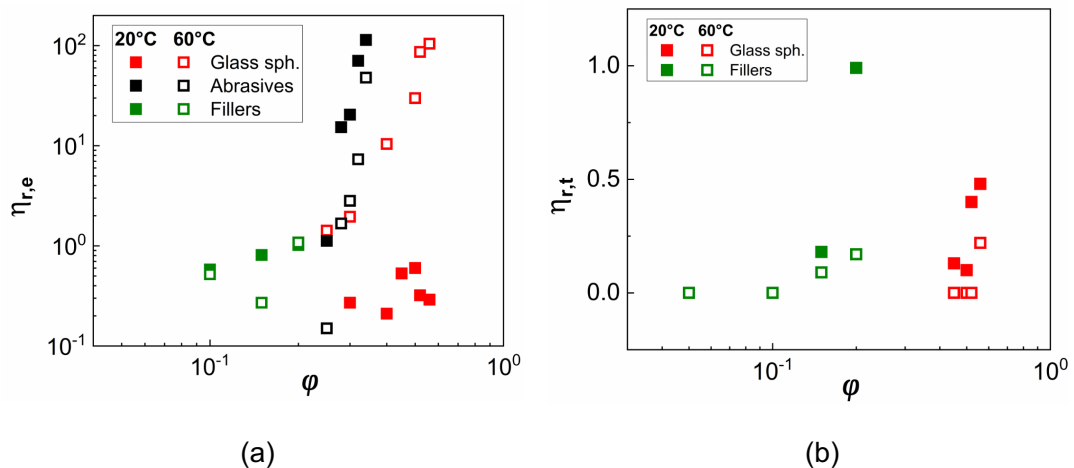 20°C 60°C
Glass sph.
Abrasives
Fillers
10²
10¹
10⁰
10⁻¹
η_r,e
10⁻¹
10⁰
φ
(a)
20°C 60°C
Glass sph.
Fillers
1.0
0.5
0.0
η_r,t
10⁻¹
10⁰
φ
(b)